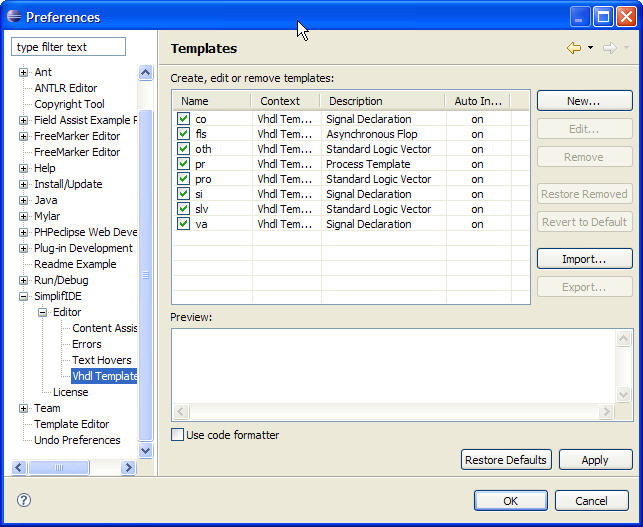 Preferences
type filter text
Ant
ANTLR Editor
Copyright Tool
Field Assist Example P
FreeMarker Editor
FreeMarker Editor
Help
Install/Update
Java
Mylar
PHPeclipse Web Deve
Plug-in Development
Readme Example
Run/Debug
SimplifIDE
Editor
Content Assis
Errors
Text Hovers
Vhdl Template
License
Team
Template Editor
Undo Preferences
Templates
Create, edit or remove templates:
Name Context Description Auto In...
co Vhdl Tem... Signal Declaration on
fls Vhdl Tem... Asynchronous Flop on
oth Vhdl Tem... Standard Logic Vector on
pr Vhdl Tem... Process Template on
pro Vhdl Tem... Standard Logic Vector on
si Vhdl Tem... Signal Declaration on
slv Vhdl Tem... Standard Logic Vector on
va Vhdl Tem... Signal Declaration on
New...
Edit...
Remove
Restore Removed
Revert to Default
Import...
Export...
Preview:
Use code formatter
Restore Defaults Apply
? OK Cancel